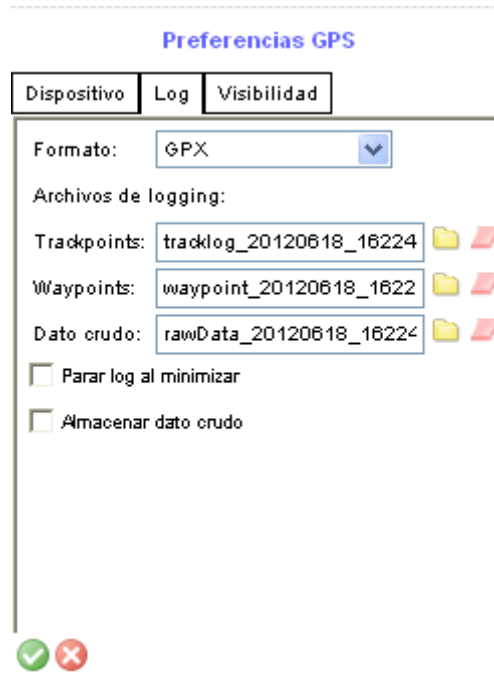 Preferencias GPS
Dispositivo Log Visibilidad
Formato: GPX
Archivos de logging:
Trackpoints: tracklog_20120618_16224
Waypoints: waypoint_20120618_1622
Dato crudo: rawData_20120618_16224
Parar log al minimizar
Almacenar dato crudo